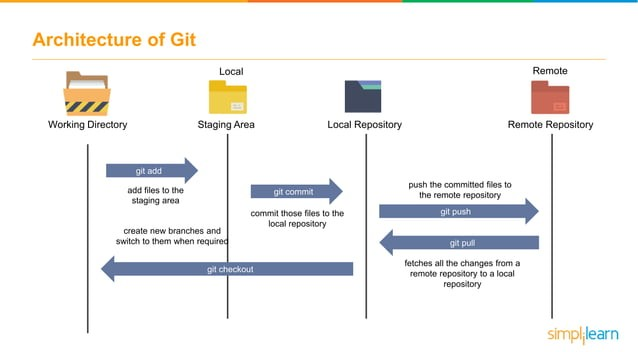 Architecture of Git
Local
Remote
Working Directory
Staging Area
Local Repository
Remote Repository
git add
add files to the
staging area
git commit
commit those files to the
local repository
push the committed files to
the remote repository
git push
create new branches and
switch to them when required
git pull
fetches all the changes from a
remote repository to a local
repository
git checkout
simplilearn